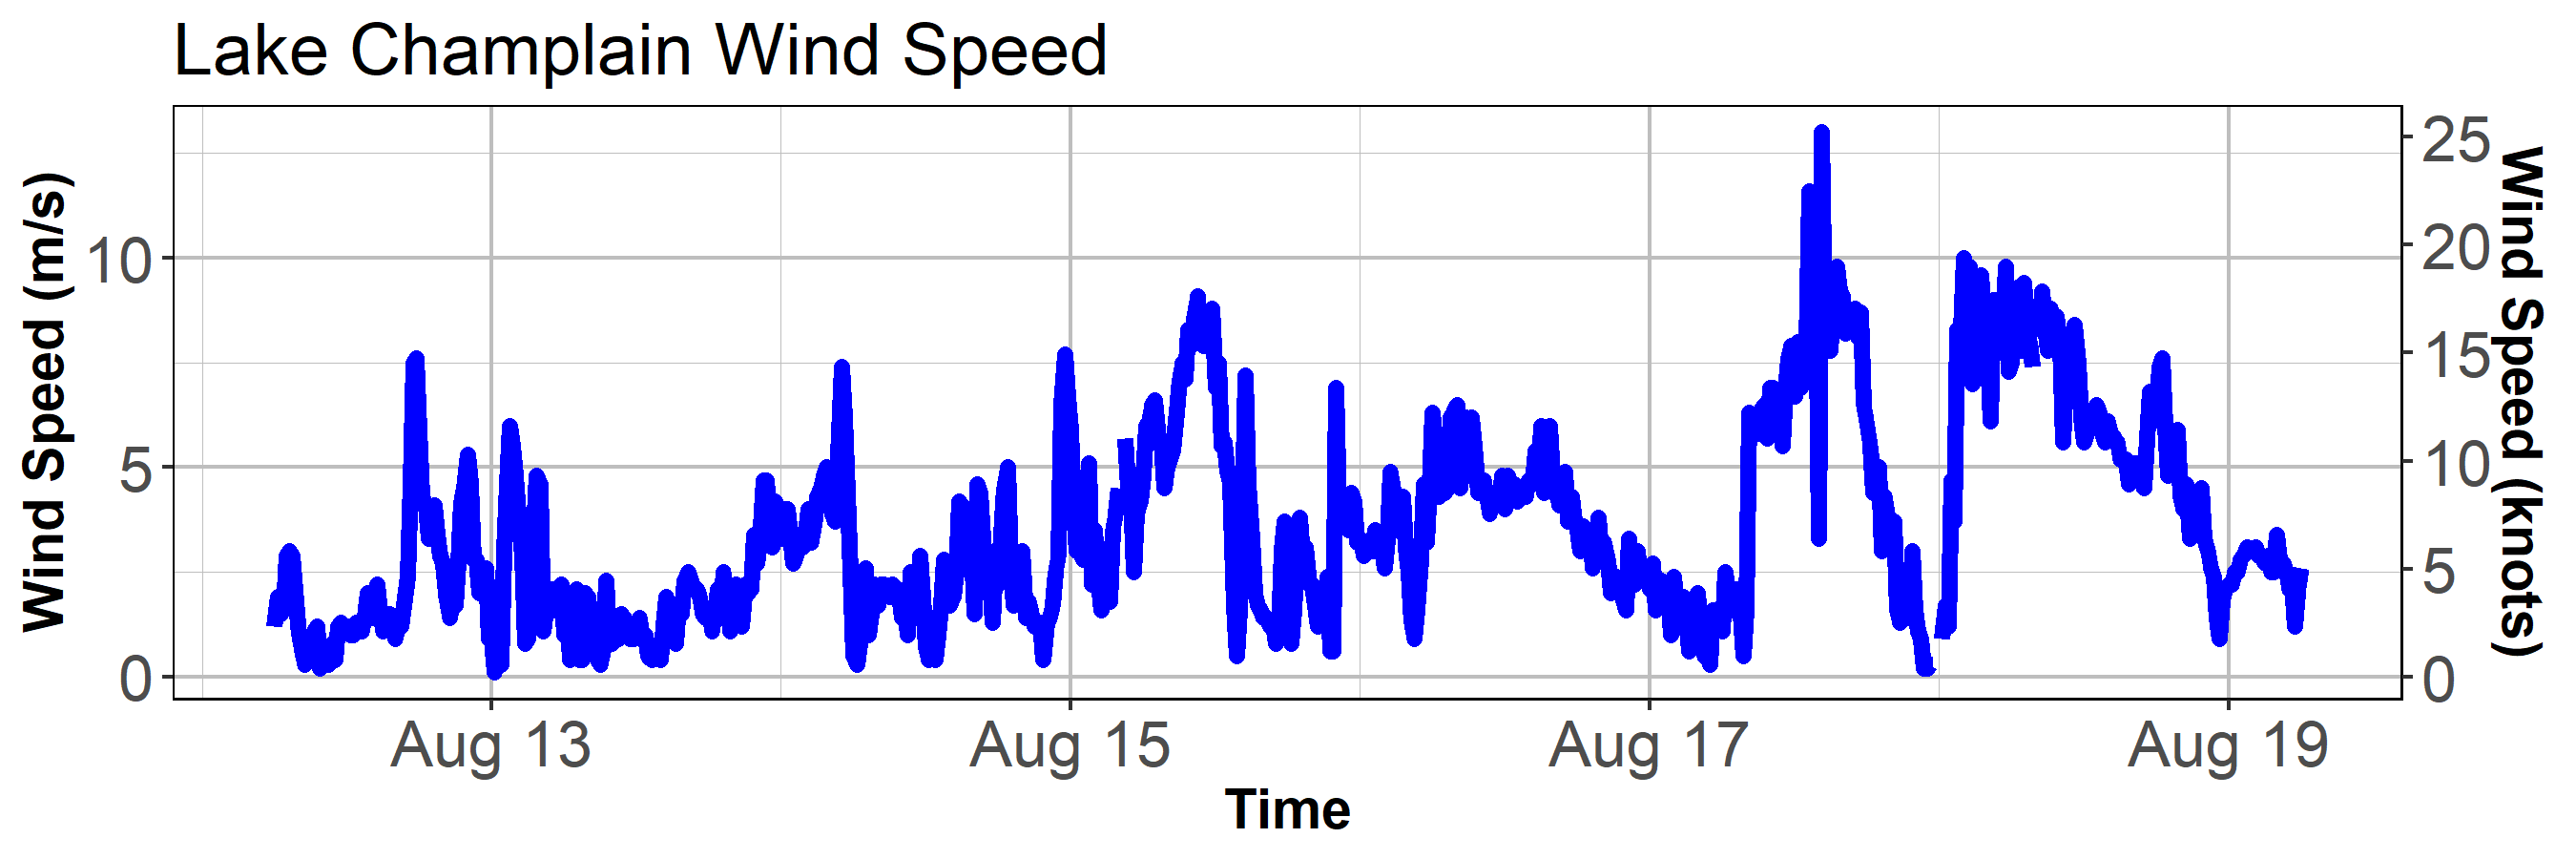 Lake Champlain Wind Speed
Wind Speed (m/s)
10
5
0
25
20
15
10
5
0
Wind Speed (knots)
Aug 13
Aug 15
Aug 17
Aug 19
Time